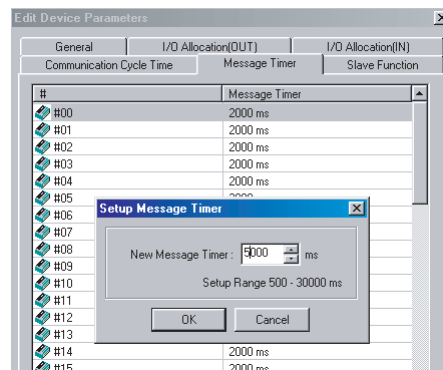 Edit Device Parameters
General I/O Allocation(OUT) I/O Allocation(IN)
Communication Cycle Time Message Timer Slave Function
# Message Timer
#00 2000 ms
#01 2000 ms
#02 2000 ms
#03 2000 ms
#04 2000 ms
#05
#06
#07
#08
#09
#10
#11
#12
#13
#14 2000 ms
#15 2000 ms
Setup Message Timer
New Message Timer : 5000 ms
Setup Range 500 - 30000 ms
OK Cancel